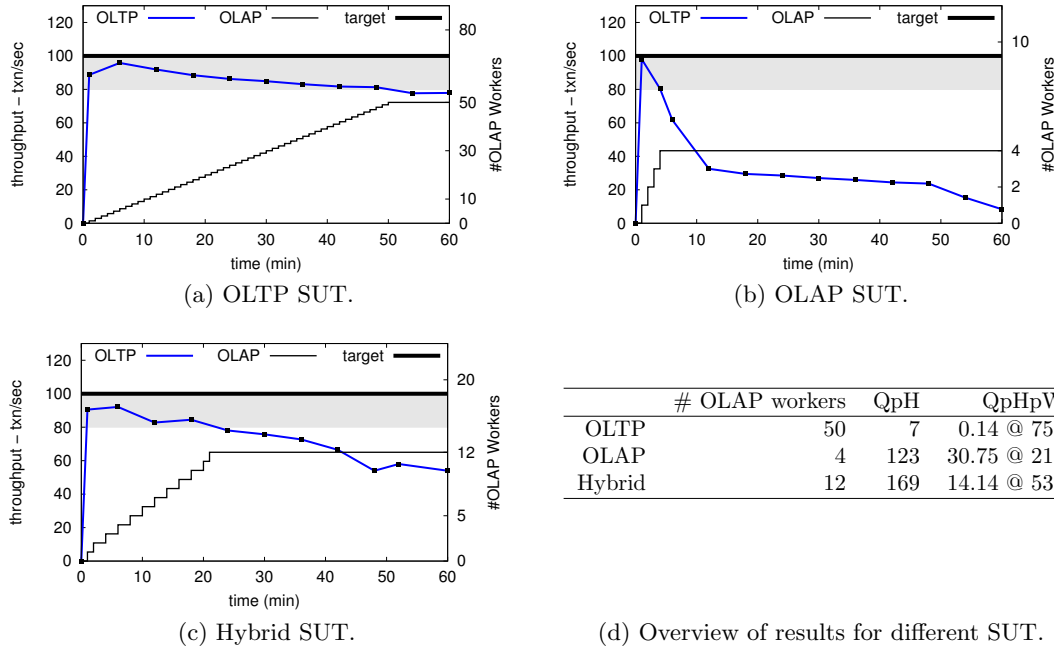 OLTP OLAP target
120
100
80
60
40
20
0
80
50
30
10
0
0 10 20 30 40 50 60
throughput – txn/sec
#OLAP Workers
time (min)
(a) OLTP SUT.
OLTP OLAP target
120
100
80
60
40
20
0
10
4
2
0
0 10 20 30 40 50 60
throughput – txn/sec
#OLAP Workers
time (min)
(b) OLAP SUT.
OLTP OLAP target
120
100
80
60
40
20
0
20
12
5
0
0 10 20 30 40 50 60
throughput – txn/sec
#OLAP Workers
time (min)
(c) Hybrid SUT.
# OLAP workers QpH QpHpW
OLTP 50 7 0.14 @ 75
OLAP 4 123 30.75 @ 21
Hybrid 12 169 14.14 @ 53
(d) Overview of results for different SUT.